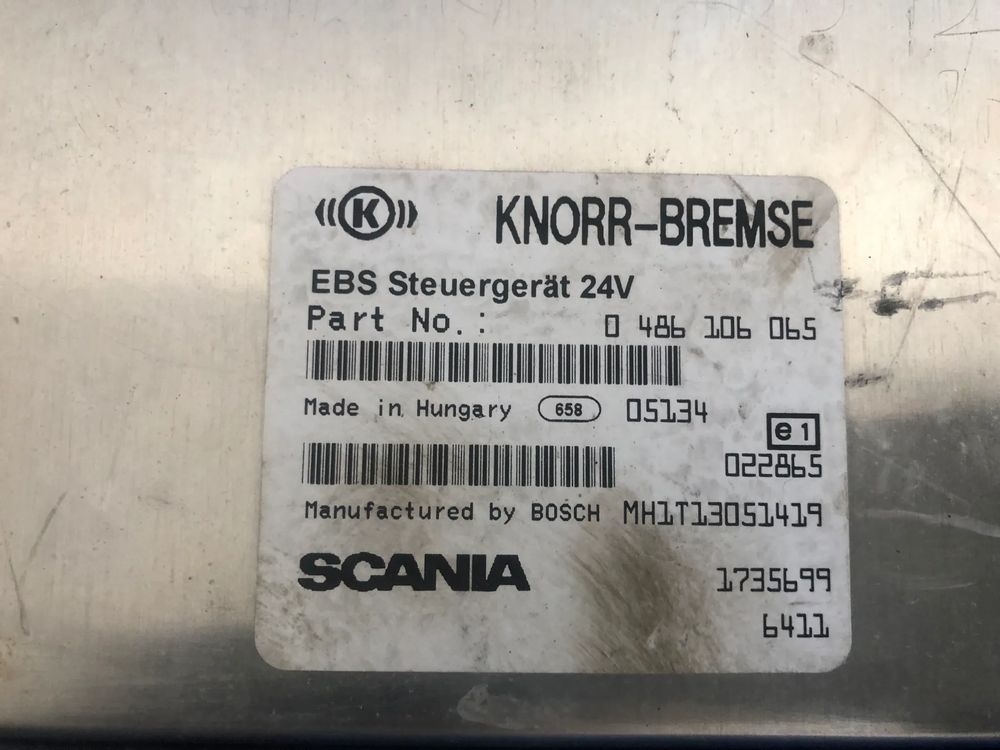 K KNORR-BREMSE
EBS Steuergerät 24V
Part No.: 0 486 106 065
Made in Hungary 658 05134
e1
022865
Manufactured by BOSCH MH1T13051419
SCANIA 1735699
6411